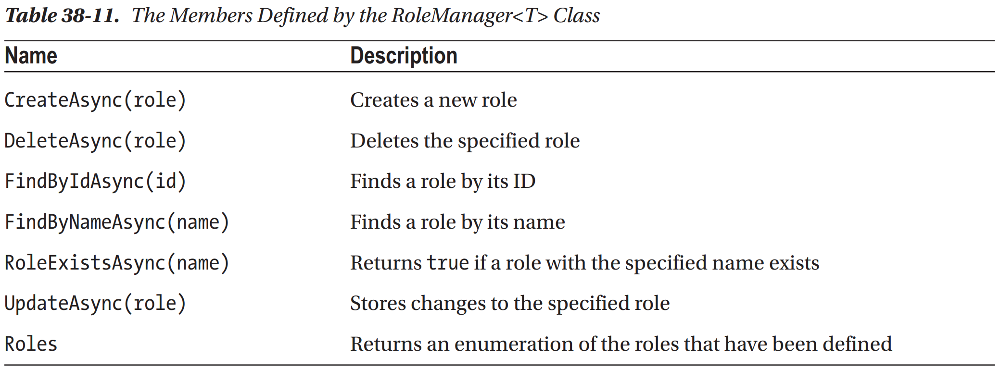 Table 38-11. The Members Defined by the RoleManager<T> Class
Name Description
CreateAsync(role) Creates a new role
DeleteAsync(role) Deletes the specified role
FindByIdAsync(id) Finds a role by its ID
FindByNameAsync(name) Finds a role by its name
RoleExistsAsync(name) Returns true if a role with the specified name exists
UpdateAsync(role) Stores changes to the specified role
Roles Returns an enumeration of the roles that have been defined